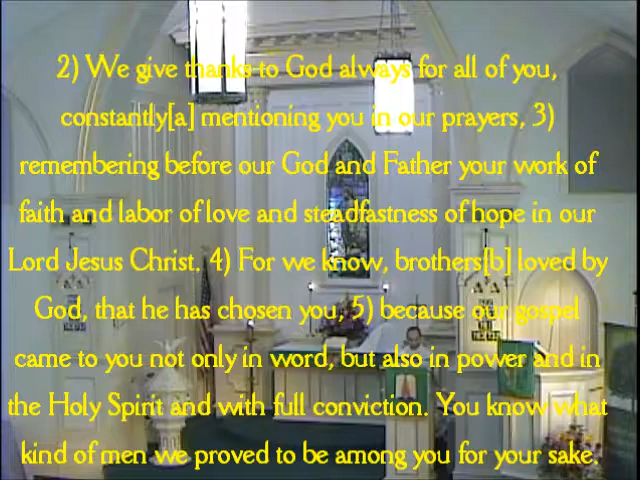 2) We give thanks to God always for all of you,
constantly[a] mentioning you in our prayers, 3)
remembering before our God and Father your work of
faith and labor of love and steadfastness of hope in our
Lord Jesus Christ. 4) For we know, brothers[b] loved by
God, that he has chosen you, 5) because our gospel
came to you not only in word, but also in power and in
the Holy Spirit and with full conviction. You know what
kind of men we proved to be among you for your sake.